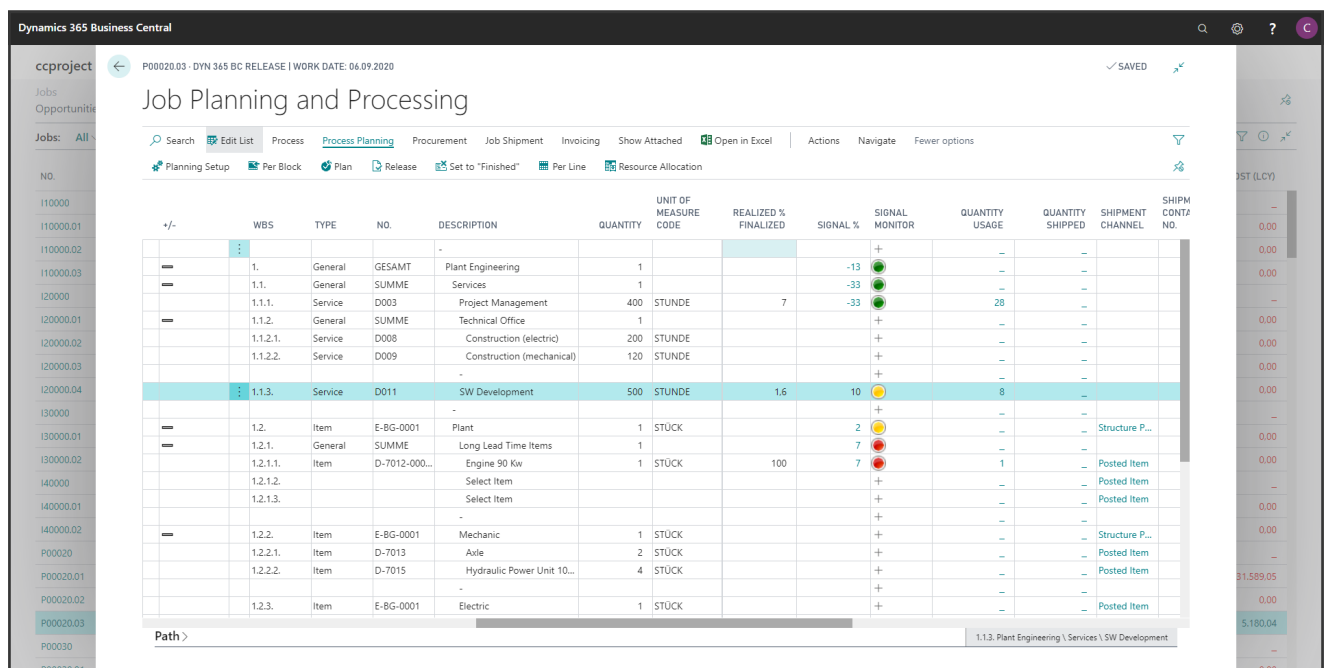 Dynamics 365 Business Central
? C
ccproject
P00020.03 · DYN 365 BC RELEASE | WORK DATE: 06.09.2020
SAVED
Jobs
Opportunitie
Job Planning and Processing
Jobs: All
Search Edit List Process Process Planning Procurement Job Shipment Invoicing Show Attached Open in Excel Actions Navigate Fewer options
Planning Setup Per Block Plan Release Set to "Finished" Per Line Resource Allocation
NO.
OST (LCY)
+/- WBS TYPE NO. DESCRIPTION QUANTITY UNIT OF MEASURE CODE REALIZED % FINALIZED SIGNAL % SIGNAL MONITOR QUANTITY USAGE QUANTITY SHIPPED SHIPMENT CHANNEL SHIPM CONTA NO.
- + _ _
1. General GESAMT Plant Engineering 1 -13 _ _
1.1. General SUMME Services 1 -33 _ _
1.1.1. Service D003 Project Management 400 STUNDE 7 -33 28 _
1.1.2. General SUMME Technical Office 1 + _ _
1.1.2.1. Service D008 Construction (electric) 200 STUNDE + _ _
1.1.2.2. Service D009 Construction (mechanical) 120 STUNDE + _ _
- + _ _
1.1.3. Service D011 SW Development 500 STUNDE 1,6 10 8 _
- + _ _
1.2. Item E-BG-0001 Plant 1 STÜCK 2 _ _ Structure P...
1.2.1. General SUMME Long Lead Time Items 1 7 _ _
1.2.1.1. Item D-7012-000... Engine 90 Kw 1 STÜCK 100 7 1 _ Posted Item
1.2.1.2. Select Item + _ _ Posted Item
1.2.1.3. Select Item + _ _ Posted Item
- + _ _
1.2.2. Item E-BG-0001 Mechanic 1 STÜCK + _ _ Structure P...
1.2.2.1. Item D-7013 Axle 2 STÜCK + _ _ Posted Item
1.2.2.2. Item D-7015 Hydraulic Power Unit 10... 4 STÜCK + _ _ Posted Item
- + _ _
1.2.3. Item E-BG-0001 Electric 1 STÜCK + _ _ Posted Item
Path >
1.1.3. Plant Engineering \ Services \ SW Development
I10000 _
I10000.01 0.00
I10000.02 0.00
I10000.03 0.00
I20000 _
I20000.01 0.00
I20000.02 0.00
I20000.03 0.00
I20000.04 0.00
I30000 _
I30000.01 0.00
I30000.02 0.00
I40000 _
I40000.01 0.00
I40000.02 0.00
P00020 _
P00020.01 31.589.05
P00020.02 0.00
P00020.03 5.180.04
P00030 _